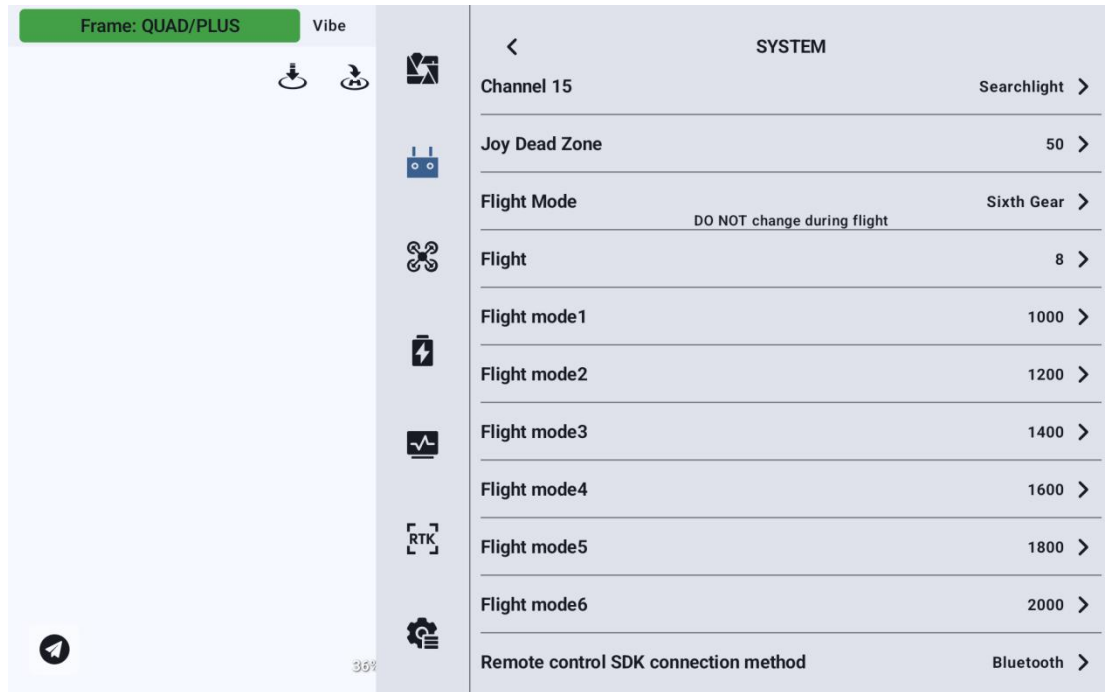 Frame: QUAD/PLUS
Vibe
SYSTEM
Channel 15 Searchlight
Joy Dead Zone 50
Flight Mode Sixth Gear
DO NOT change during flight
Flight 8
Flight mode1 1000
Flight mode2 1200
Flight mode3 1400
Flight mode4 1600
Flight mode5 1800
RTK
Flight mode6 2000
36%
Remote control SDK connection method Bluetooth